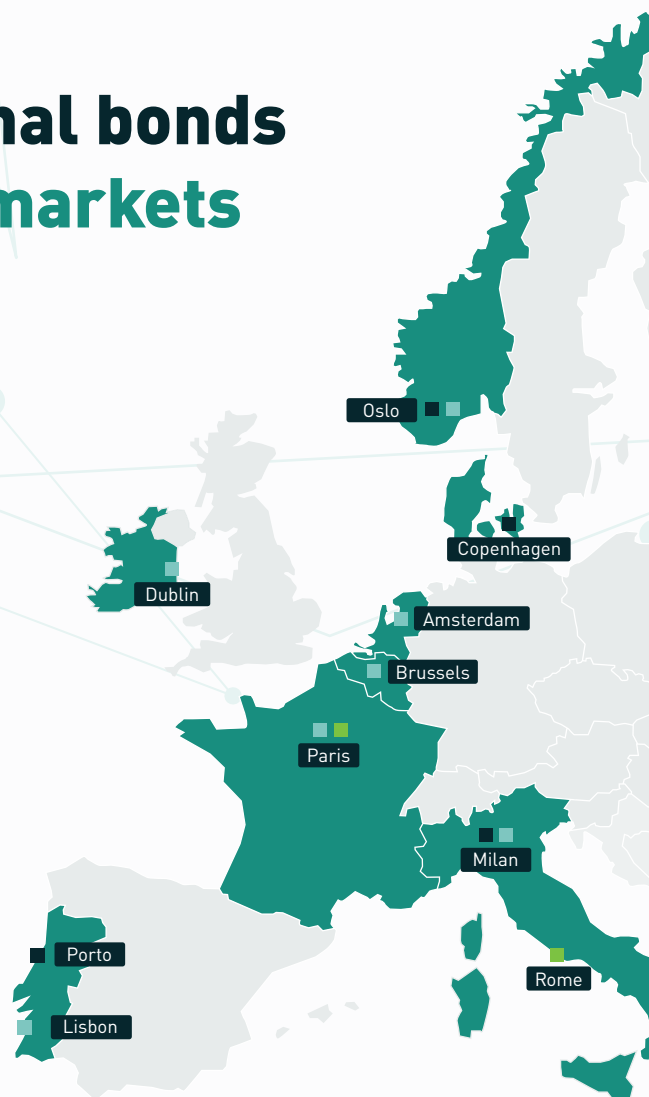 nal bonds
markets
Oslo
Copenhagen
Dublin
Amsterdam
Brussels
Paris
Milan
Porto
Rome
Lisbon